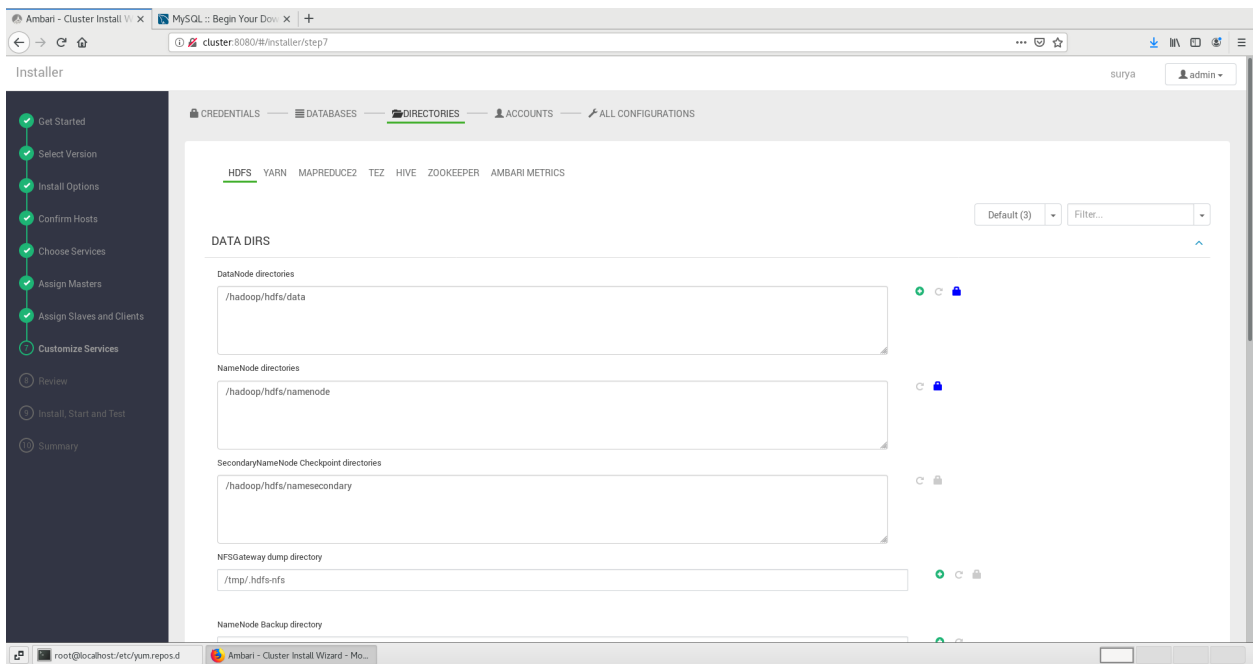 Ambari - Cluster Install W
MySQL :: Begin Your Dow
cluster:8080/#/installer/step7
Installer
surya
admin
Get Started
Select Version
Install Options
Confirm Hosts
Choose Services
Assign Masters
Assign Slaves and Clients
7 Customize Services
8 Review
9 Install, Start and Test
10 Summary
CREDENTIALS DATABASES DIRECTORIES ACCOUNTS ALL CONFIGURATIONS
HDFS YARN MAPREDUCE2 TEZ HIVE ZOOKEEPER AMBARI METRICS
Default (3) Filter...
DATA DIRS
DataNode directories
/hadoop/hdfs/data
NameNode directories
/hadoop/hdfs/namenode
SecondaryNameNode Checkpoint directories
/hadoop/hdfs/namesecondary
NFSGateway dump directory
/tmp/.hdfs-nfs
NameNode Backup directory
root@localhost:/etc/yum.repos.d
Ambari - Cluster Install Wizard - Mo...